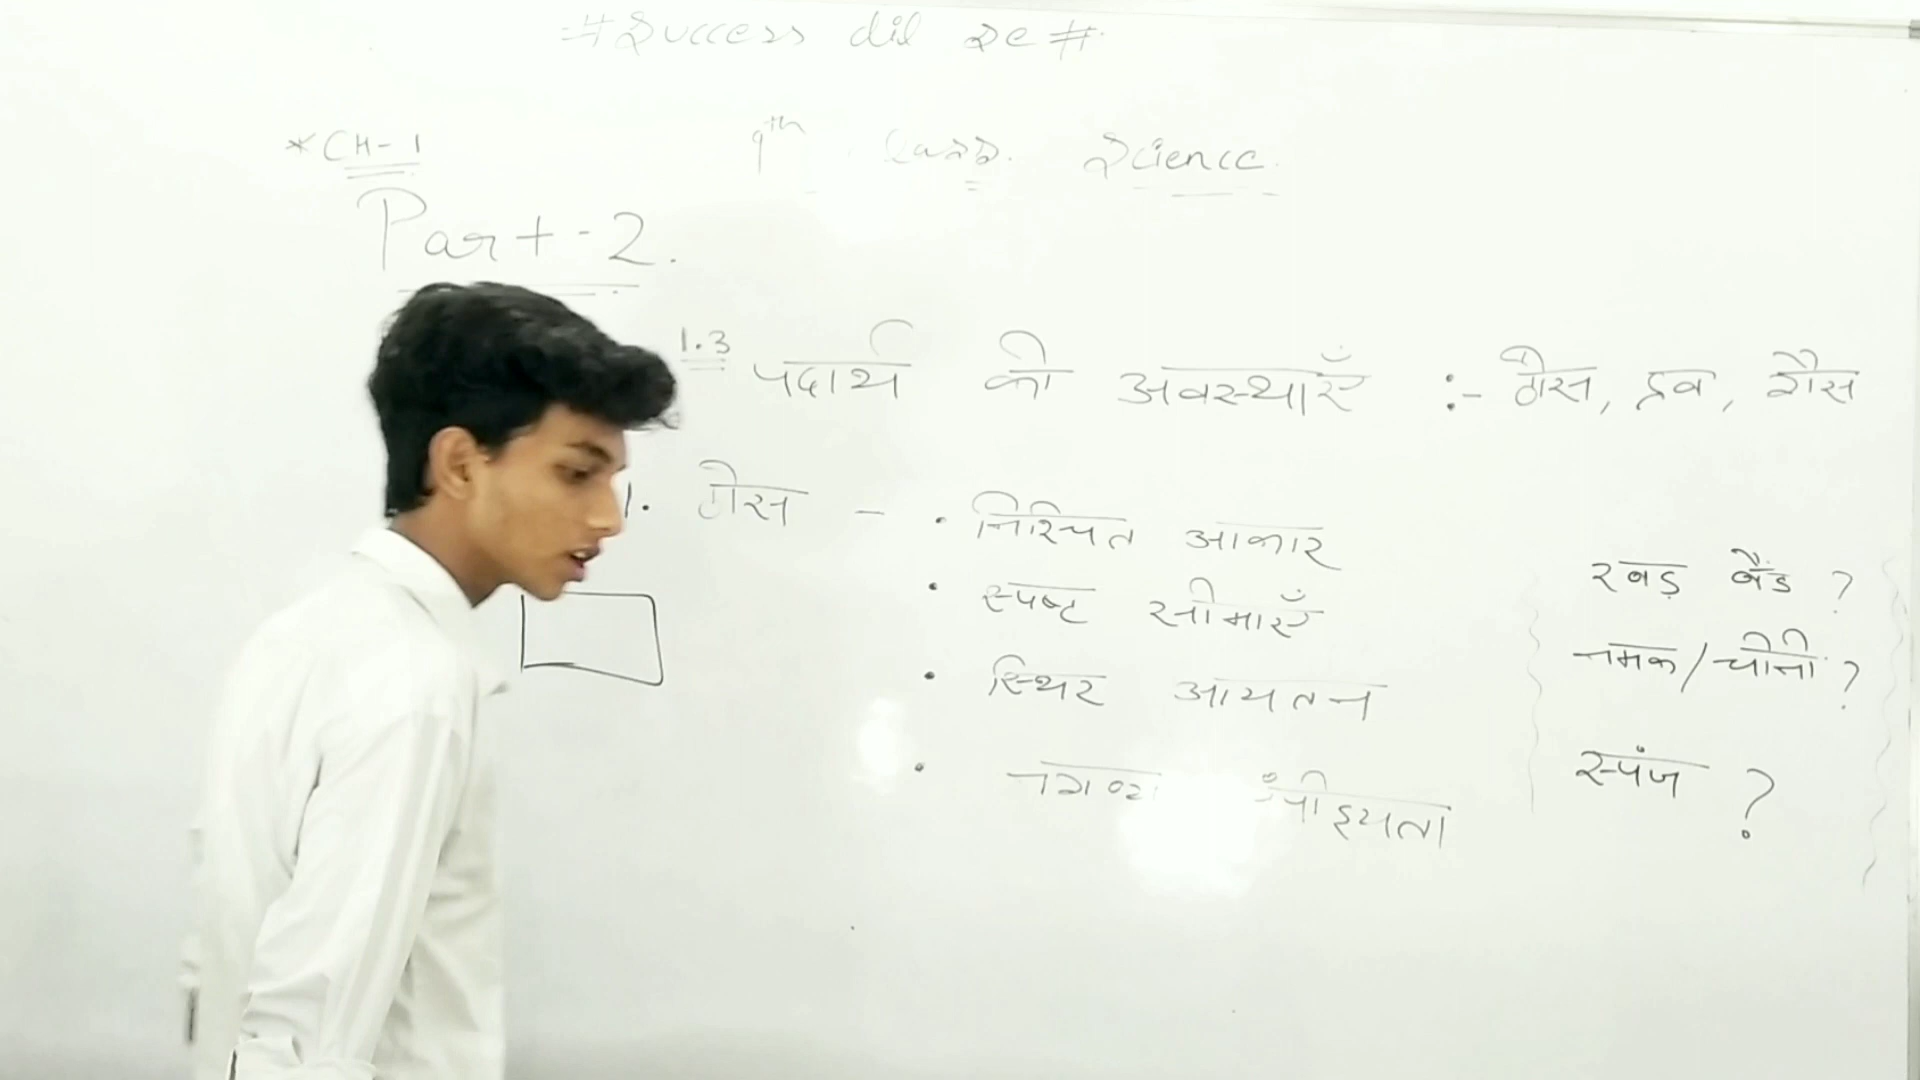 #Success dil se#
*CH-1
9th class. Science.
Part-2.
1.3 पदार्थ की अवस्थाएँ :- ठोस, द्रव, गैस
1. ठोस - • निश्चित आकार
• स्पष्ट सीमाएँ
• स्थिर आयतन
• नगण्य संपीड्यता
रबड़ बैंड ?
नमक/चीनी ?
स्पंज ?